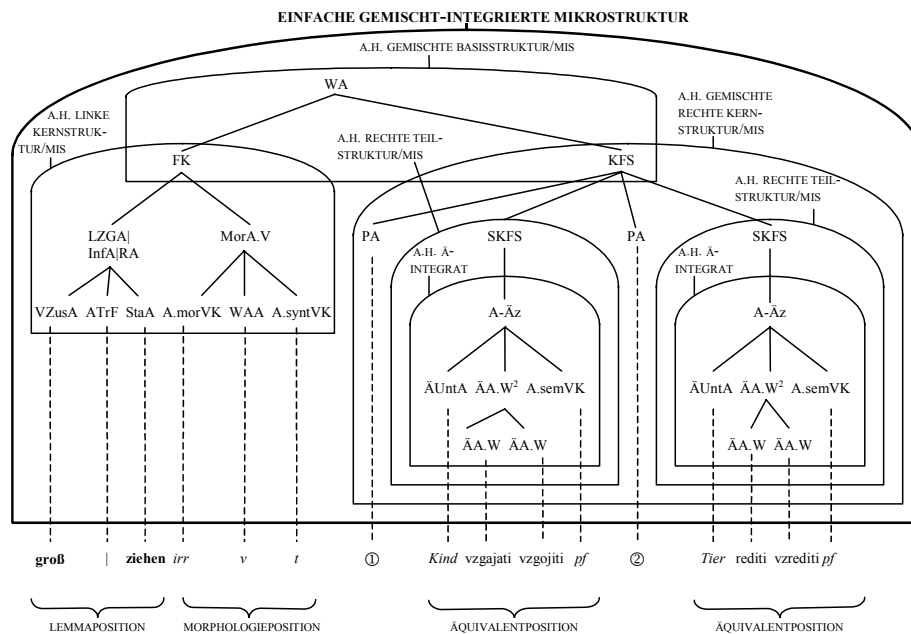 EINFACHE GEMISCHT-INTEGRIERTE MIKROSTRUKTUR
A.H. GEMISCHTE BASISSTRUKTUR/MIS
WA
A.H. LINKE
KERNSTRUK-
TUR/MIS
A.H. RECHTE TEIL-
STRUKTUR/MIS
A.H. GEMISCHTE
RECHTE KERN-
STRUKTUR/MIS
FK
KFS
A.H. RECHTE TEIL-
STRUKTUR/MIS
LZGA|
InfA|RA
MorA.V
PA
SKFS
PA
SKFS
A.H. Ä-
INTEGRAT
A.H. Ä-
INTEGRAT
VZusA ATrF StaA A.morVK WAA A.syntVK
A-Äz
A-Äz
ÄUntA ÄA.W² A.semVK
ÄUntA ÄA.W² A.semVK
ÄA.W ÄA.W
ÄA.W ÄA.W
groß | ziehen irr v t ① Kind vzgajati vzgojiti pf ② Tier rediti vzrediti pf
LEMMAPOSITION MORPHOLOGIEPOSITION ÄQUIVALENTPOSITION ÄQUIVALENTPOSITION